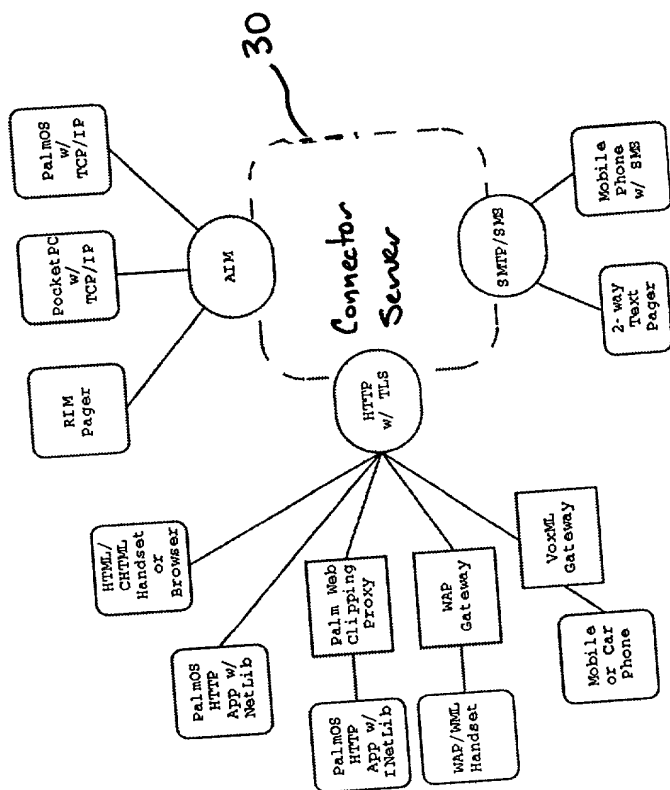 30
PalmOS
w/
TCP/IP
PocketPC
w/
TCP/IP
RIM
Pager
AIM
Connector
Server
HTTP
w/ TLS
SMTP/SMS
Mobile
Phone
w/ SMS
2-way
Text
Pager
HTML/
CHTML
Handset
or
Browser
PalmOS
HTTP
App w/
NetLib
Palm Web
Clipping
Proxy
PalmOS
HTTP
App w/
INetLib
WAP
Gateway
WAP/WML
Handset
VoxML
Gateway
Mobile
or Car
Phone